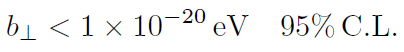 b⊥ < 1 × 10⁻²⁰ eV 95% C.L.